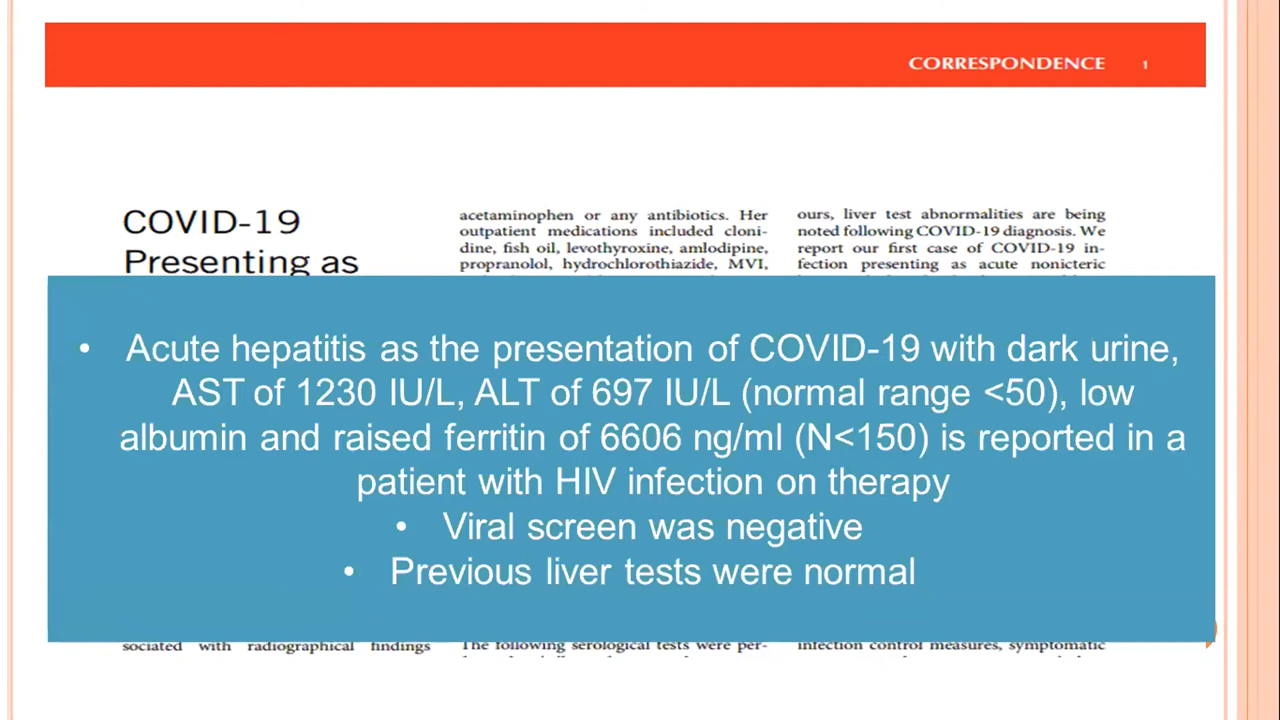 CORRESPONDENCE 1
COVID-19
Presenting as
acetaminophen or any antibiotics. Her
outpatient medications included cloni-
dine, fish oil, levothyroxine, amlodipine,
propranolol, hydrochlorothiazide, MVI,
ours, liver test abnormalities are being
noted following COVID-19 diagnosis. We
report our first case of COVID-19 in-
fection presenting as acute nonicteric
• Acute hepatitis as the presentation of COVID-19 with dark urine,
AST of 1230 IU/L, ALT of 697 IU/L (normal range <50), low
albumin and raised ferritin of 6606 ng/ml (N<150) is reported in a
patient with HIV infection on therapy
• Viral screen was negative
• Previous liver tests were normal
sociated with radiographical findings
The following serological tests were per-
infection control measures, symptomatic